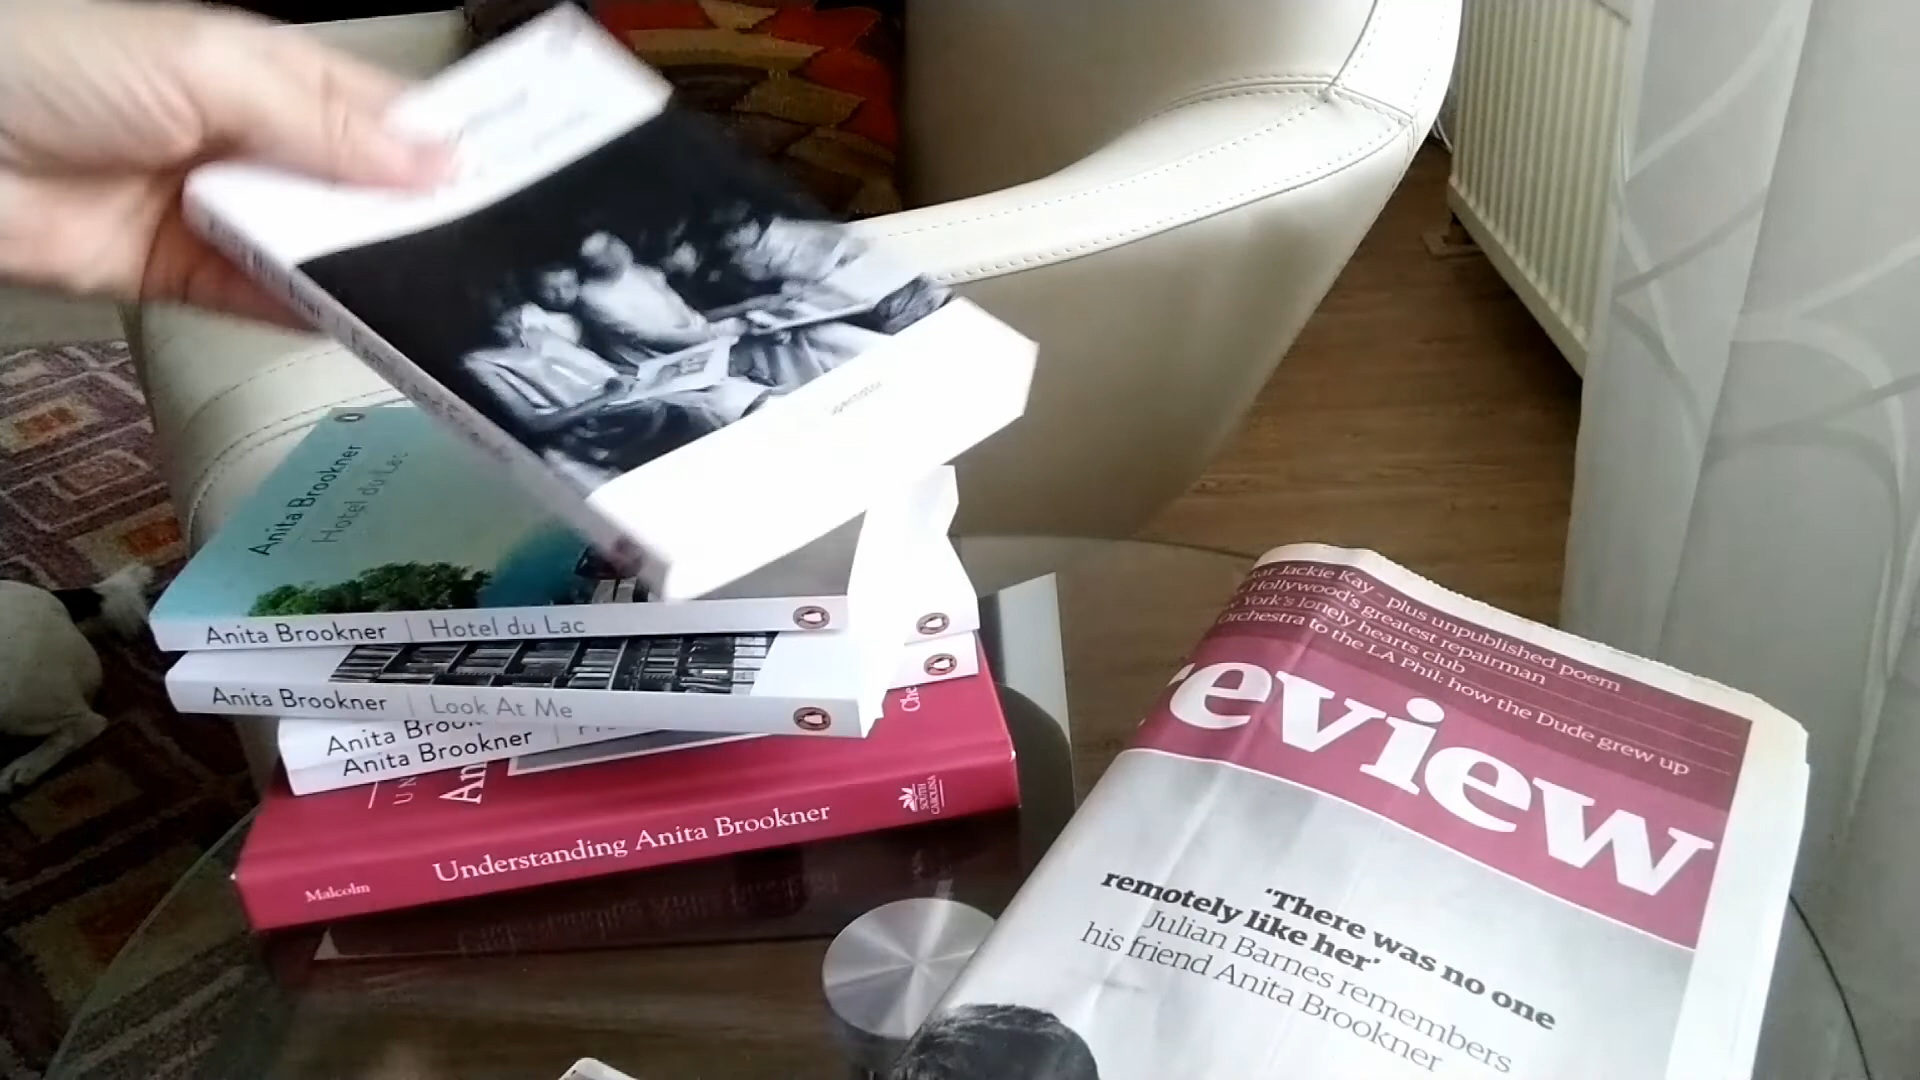 Anita Brookner
Hotel du Lac
Anita Brookner | Hotel du Lac
Anita Brookner | Look At Me
Anita
Anita Brookner
Understanding Anita Brookner
Malcolm
SOUTH
CAROLINA
Jackie Kay – plus unpublished poem
Hollywood's greatest repairman
York's lonely hearts club
Orchestra to the LA Phil: how the Dude grew up
eview
'There was no one
remotely like her'
Julian Barnes remembers
his friend Anita Brookner